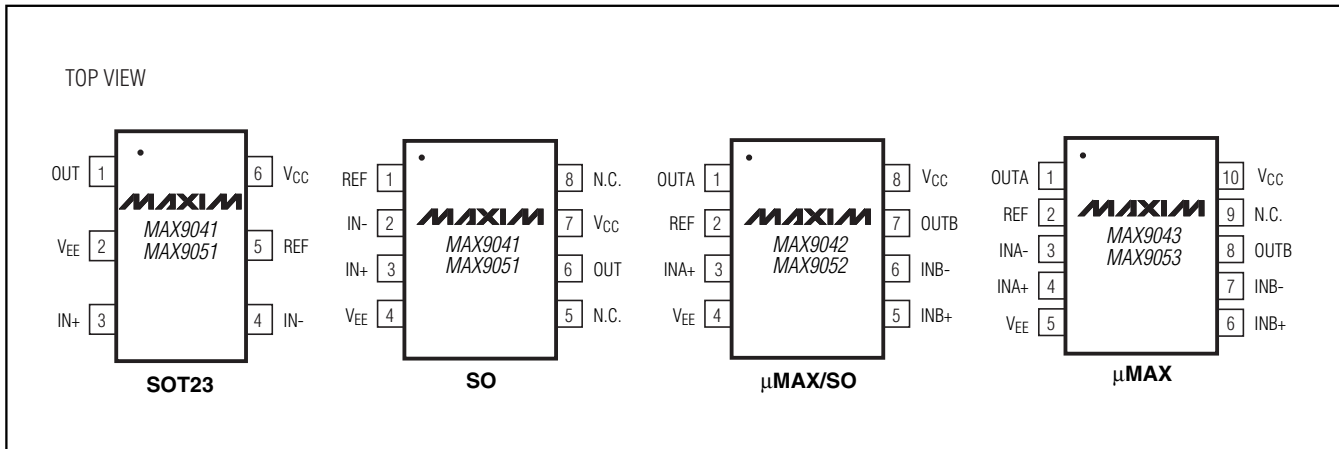 TOP VIEW
OUT 1
VEE 2
IN+ 3
6 VCC
5 REF
4 IN-
MAXIM
MAX9041
MAX9051
SOT23
REF 1
IN- 2
IN+ 3
VEE 4
8 N.C.
7 VCC
6 OUT
5 N.C.
MAXIM
MAX9041
MAX9051
SO
OUTA 1
REF 2
INA+ 3
VEE 4
8 VCC
7 OUTB
6 INB-
5 INB+
MAXIM
MAX9042
MAX9052
μMAX/SO
OUTA 1
REF 2
INA- 3
INA+ 4
VEE 5
10 VCC
9 N.C.
8 OUTB
7 INB-
6 INB+
MAXIM
MAX9043
MAX9053
μMAX